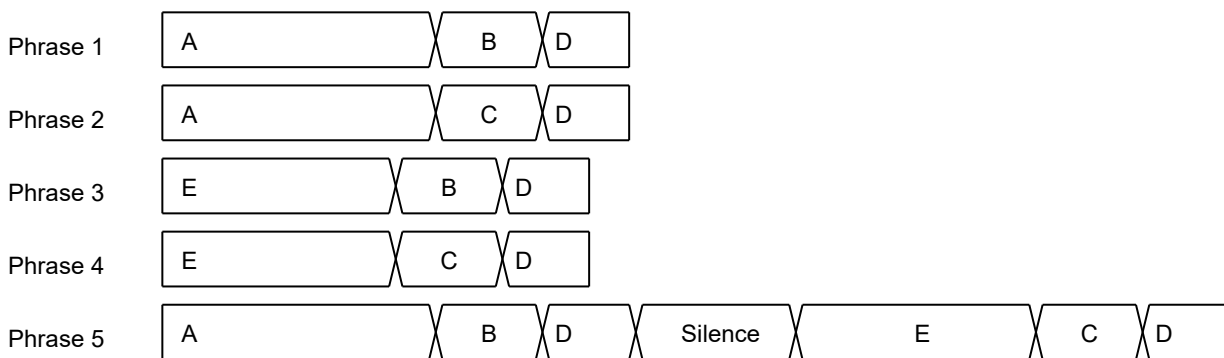 Phrase 1 A B D
Phrase 2 A C D
Phrase 3 E B D
Phrase 4 E C D
Phrase 5 A B D Silence E C D